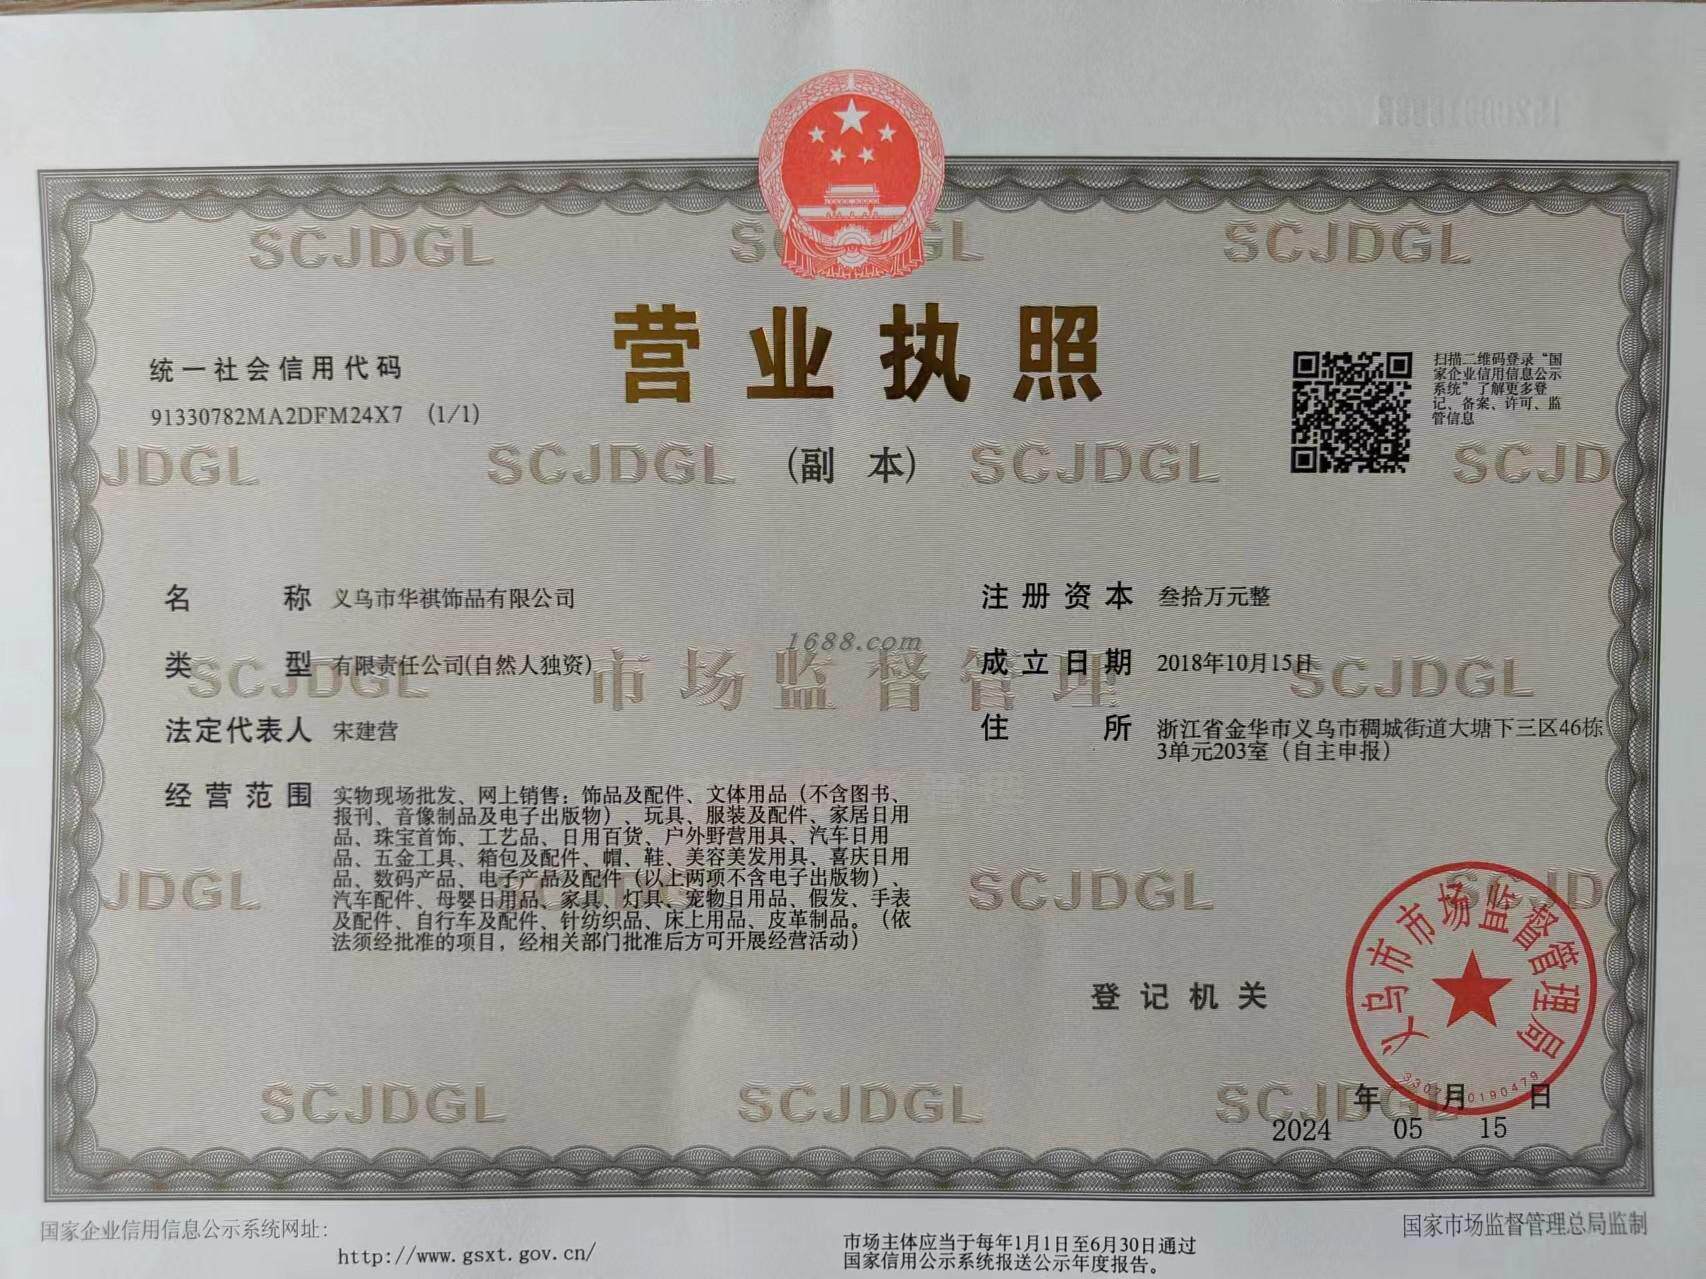 营业执照
(副本)
统一社会信用代码
91330782MA2DFM24X7 (1/1)
扫描二维码登录“国
家企业信用信息公示
系统”了解更多登
记、备案、许可、监
管信息
名称 义乌市华祺饰品有限公司
类型 有限责任公司(自然人独资)
法定代表人 宋建营
经营范围 实物现场批发、网上销售：饰品及配件、文体用品（不含图书、
报刊、音像制品及电子出版物）、玩具、服装及配件、家居日用
品、珠宝首饰、工艺品、日用百货、户外野营用具、汽车日用
品、五金工具、箱包及配件、帽、鞋、美容美发用具、喜庆日用
品、数码产品、电子产品及配件（以上两项不含电子出版物）、
汽车配件、母婴日用品、家具、灯具、宠物日用品、假发、手表
及配件、自行车及配件、针纺织品、床上用品、皮革制品。（依
法须经批准的项目，经相关部门批准后方可开展经营活动）
注册资本 叁拾万元整
成立日期 2018年10月15日
住所 浙江省金华市义乌市稠城街道大塘下三区46栋
3单元203室（自主申报）
1688.com
市场监督管理
SCJDGL SCJDGL SCJDGL
JDGL SCJDGL SCJDGL SCJD
SCJDGL SCJDGL
JDGL SCJDGL
SCJDGL SCJDGL SCJDGL
登记机关
义乌市市场监督管理局
年月日
2024 05 15
国家企业信用信息公示系统网址：
http://www.gsxt.gov.cn/
市场主体应当于每年1月1日至6月30日通过
国家信用公示系统报送公示年度报告。
国家市场监督管理总局监制